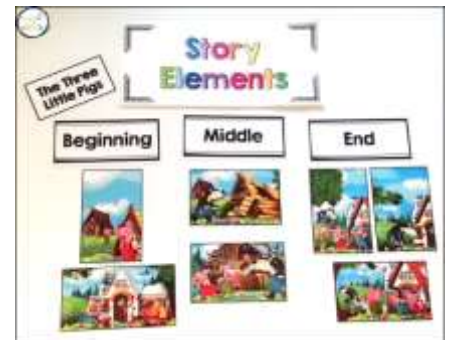 Story
Elements
The Three
Little Pigs
Beginning
Middle
End